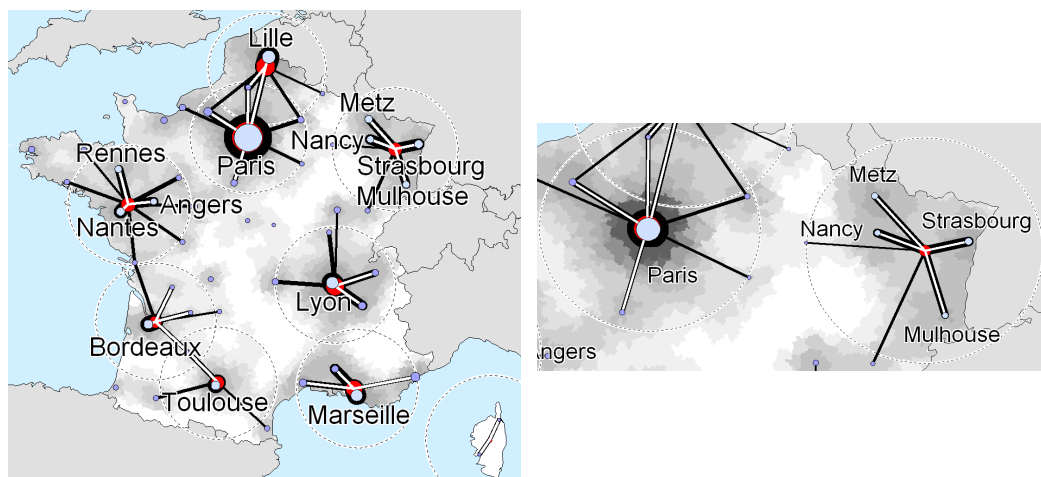 Lille
Metz
Nancy
Paris
Strasbourg
Mulhouse
Rennes
Angers
Nantes
Lyon
Bordeaux
Toulouse
Marseille
Metz
Strasbourg
Nancy
Paris
Mulhouse
Angers